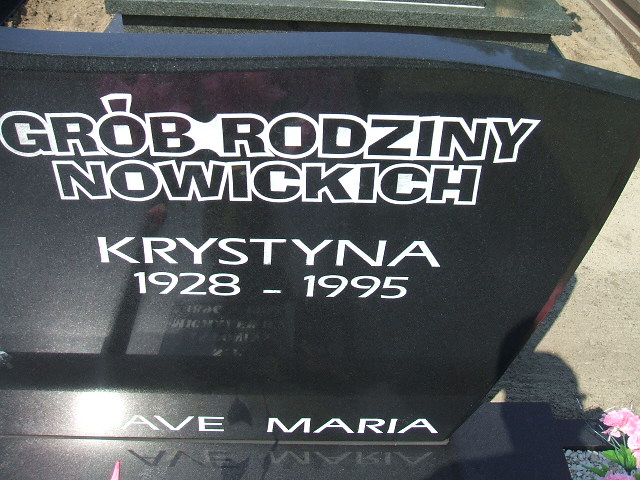 GRÓB RODZINY
NOWICKICH
KRYSTYNA
1928 - 1995
AVE MARIA